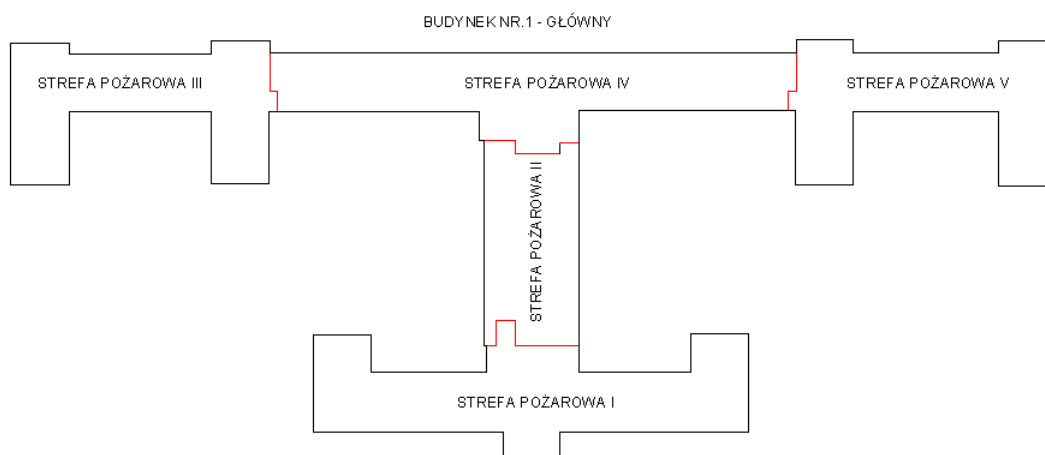 BUDYNEK NR.1 - GŁÓWNY
STREFA POŻAROWA III
STREFA POŻAROWA IV
STREFA POŻAROWA V
STREFA POŻAROWA II
STREFA POŻAROWA I